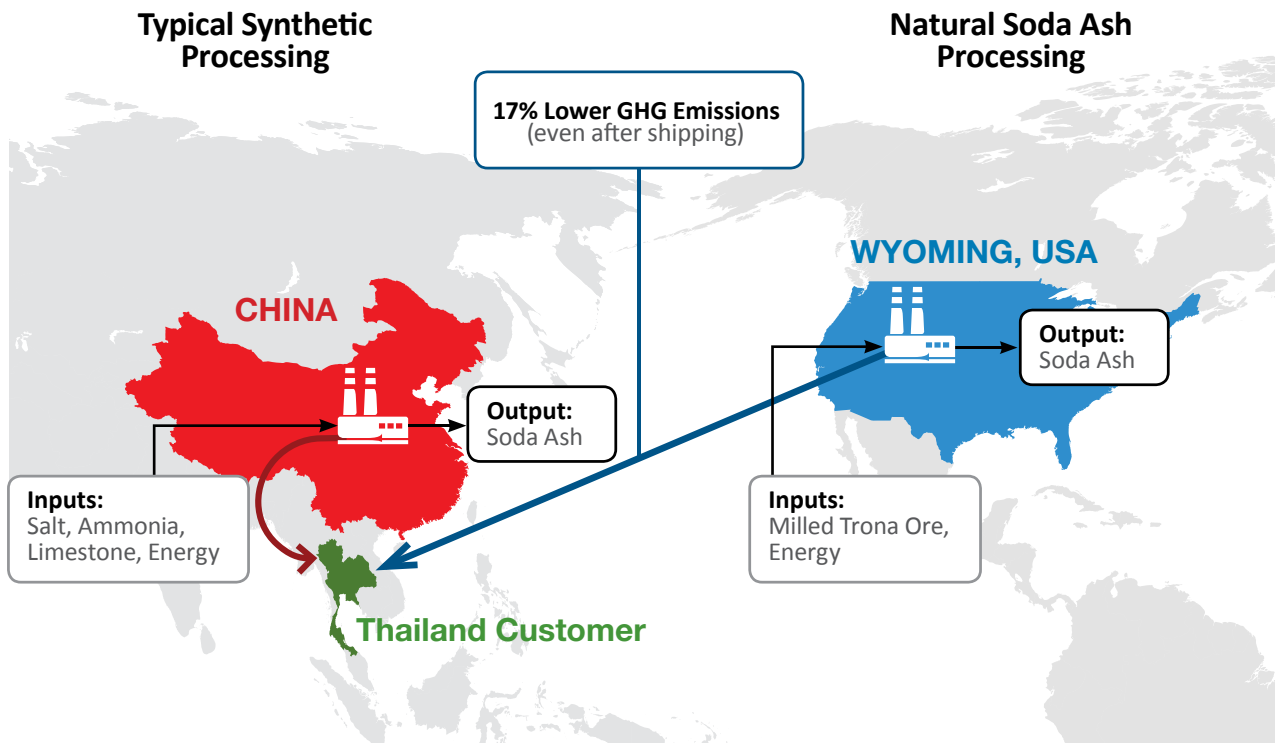 Typical Synthetic
Processing
Natural Soda Ash
Processing
17% Lower GHG Emissions
(even after shipping)
WYOMING, USA
CHINA
Output:
Soda Ash
Output:
Soda Ash
Inputs:
Salt, Ammonia,
Limestone, Energy
Inputs:
Milled Trona Ore,
Energy
Thailand Customer